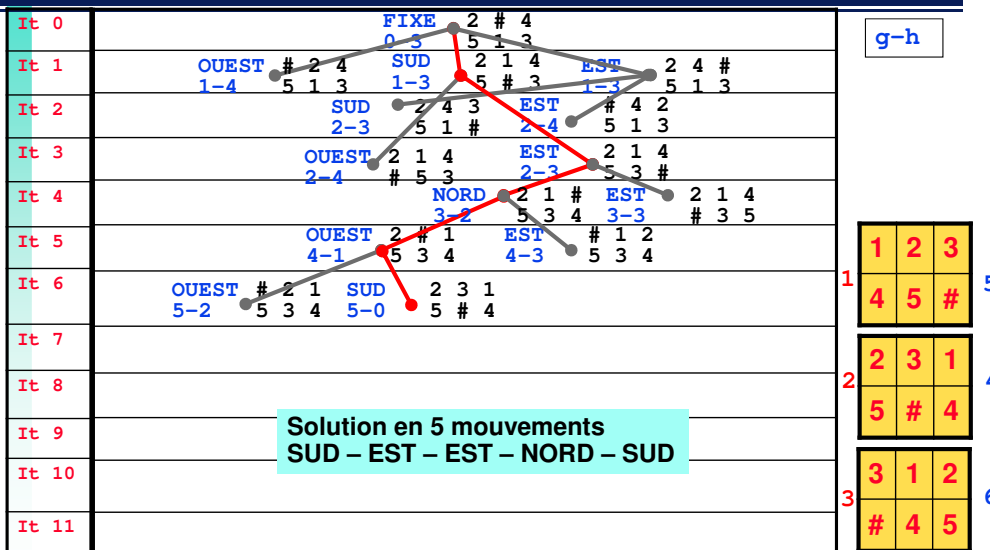 It 0
FIXE 2 # 4
0-3 5 1 3
g-h
It 1
OUEST # 2 4 SUD 2 1 4 EST 2 4 #
1-4 5 1 3 1-3 5 # 3 1-3 5 1 3
It 2
SUD 2 4 3 EST # 4 2
2-3 5 1 # 2-4 5 1 3
It 3
OUEST 2 1 4 EST 2 1 4
2-4 # 5 3 2-3 5 3 #
It 4
NORD 2 1 # EST 2 1 4
3-2 5 3 4 3-3 # 3 5
It 5
OUEST 2 # 1 EST # 1 2
4-1 5 3 4 4-3 5 3 4
It 6
OUEST # 2 1 SUD 2 3 1
5-2 5 3 4 5-0 5 # 4
1
1 2 3
4 5 #
5
It 7
It 8
2
2 3 1
5 # 4
4
It 9
Solution en 5 mouvements
SUD – EST – EST – NORD – SUD
It 10
It 11
3
3 1 2
# 4 5
6